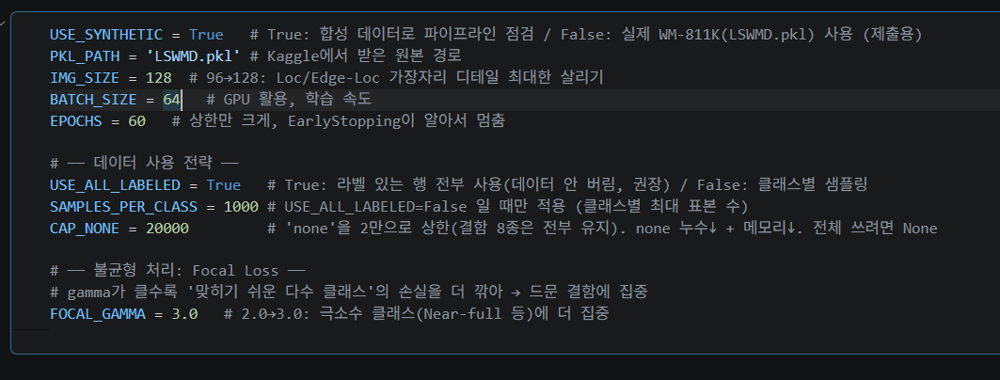 USE_SYNTHETIC = True   # True: 합성 데이터로 파이프라인 점검 / False: 실제 WM-811K(LSWMD.pkl) 사용 (제출용)
PKL_PATH = 'LSWMD.pkl' # Kaggle에서 받은 원본 경로
IMG_SIZE = 128  # 96→128: Loc/Edge-Loc 가장자리 디테일 최대한 살리기
BATCH_SIZE = 64   # GPU 활용, 학습 속도
EPOCHS = 60   # 상한만 크게, EarlyStopping이 알아서 멈춤
# ── 데이터 사용 전략 ──
USE_ALL_LABELED = True   # True: 라벨 있는 행 전부 사용(데이터 안 버림, 권장) / False: 클래스별 샘플링
SAMPLES_PER_CLASS = 1000 # USE_ALL_LABELED=False 일 때만 적용 (클래스별 최대 표본 수)
CAP_NONE = 20000         # 'none'을 2만으로 상한(결함 8종은 전부 유지). none 누수↓ + 메모리↓. 전체 쓰려면 None
# ── 불균형 처리: Focal Loss ──
# gamma가 클수록 '맞히기 쉬운 다수 클래스'의 손실을 더 깎아 → 드문 결함에 집중
FOCAL_GAMMA = 3.0   # 2.0→3.0: 극소수 클래스(Near-full 등)에 더 집중